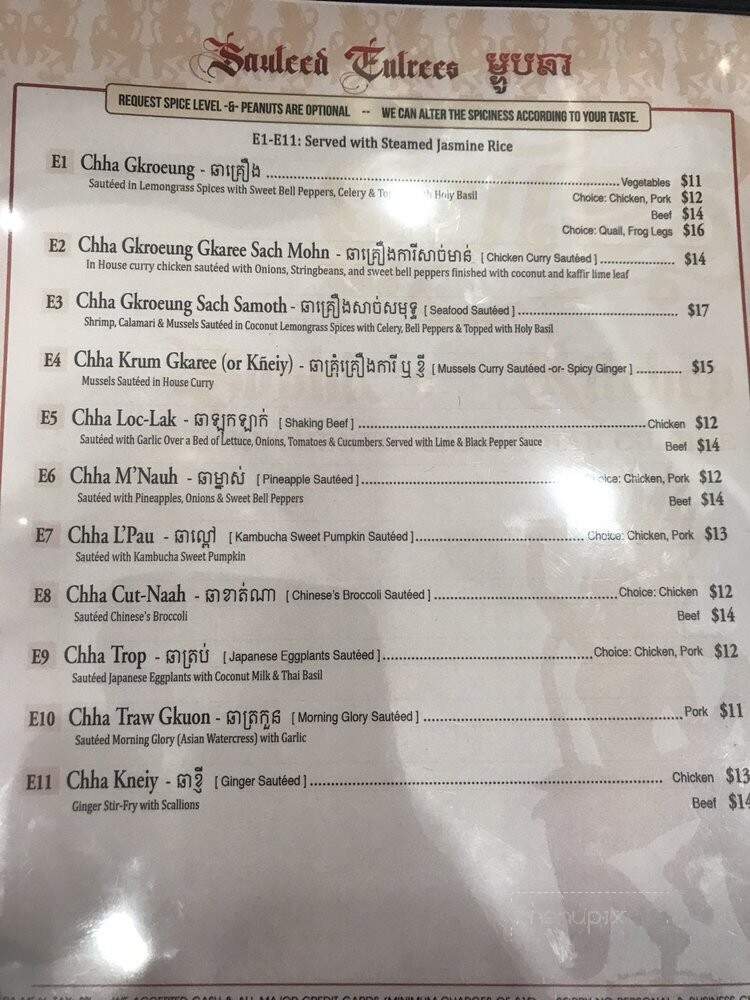 Sauteed Entrees ម្ហូបឆា
REQUEST SPICE LEVEL -&- PEANUTS ARE OPTIONAL -- WE CAN ALTER THE SPICINESS ACCORDING TO YOUR TASTE.
E1-E11: Served with Steamed Jasmine Rice
E1 Chha Gkroeung - ឆាគ្រឿង ........ Vegetables $11
Sautéed in Lemongrass Spices with Sweet Bell Peppers, Celery & Holy Basil
Choice: Chicken, Pork $12
Beef $14
Choice: Quail, Frog Legs $16
E2 Chha Gkroeung Gkaree Sach Mohn - ឆាគ្រឿងការីសាច់មាន់ [ Chicken Curry Sautéed ] ........ $14
In House curry chicken sautéed with Onions, Stringbeans, and sweet bell peppers finished with coconut and kaffir lime leaf
E3 Chha Gkroeung Sach Samoth - ឆាគ្រឿងសាច់សមុទ្ទ [ Seafood Sautéed ] ........ $17
Shrimp, Calamari & Mussels Sautéed in Coconut Lemongrass Spices with Celery, Bell Peppers & Topped with Holy Basil
E4 Chha Krum Gkaree (or Kñeiy) - ឆាគ្រុំគ្រឿងការី ឬ ខ្ញី [ Mussels Curry Sautéed -or- Spicy Ginger ] ........ $15
Mussels Sautéed in House Curry
E5 Chha Loc-Lak - ឆាឡុកឡាក់ [ Shaking Beef ] ........ Chicken $12
Sautéed with Garlic Over a Bed of Lettuce, Onions, Tomatoes & Cucumbers. Served with Lime & Black Pepper Sauce
Beef $14
E6 Chha M'Nauh - ឆាម្នាស់ [ Pineapple Sautéed ] ........ Choice: Chicken, Pork $12
Sautéed with Pineapples, Onions & Sweet Bell Peppers
Beef $14
E7 Chha L'Pau - ឆាល្ពៅ [ Kambucha Sweet Pumpkin Sautéed ] ........ Choice: Chicken, Pork $13
Sautéed with Kambucha Sweet Pumpkin
E8 Chha Cut-Naah - ឆាខាត់ណា [ Chinese's Broccoli Sautéed ] ........ Choice: Chicken $12
Sautéed Chinese's Broccoli
Beef $14
E9 Chha Trop - ឆាត្រប់ [ Japanese Eggplants Sautéed ] ........ Choice: Chicken, Pork $12
Sautéed Japanese Eggplants with Coconut Milk & Thai Basil
E10 Chha Traw Gkuon - ឆាត្រកួន [ Morning Glory Sautéed ] ........ Pork $11
Sautéed Morning Glory (Asian Watercress) with Garlic
E11 Chha Kneiy - ឆាខ្ញី [ Ginger Sautéed ] ........ Chicken $13
Ginger Stir-Fry with Scallions
Beef $14
menupix